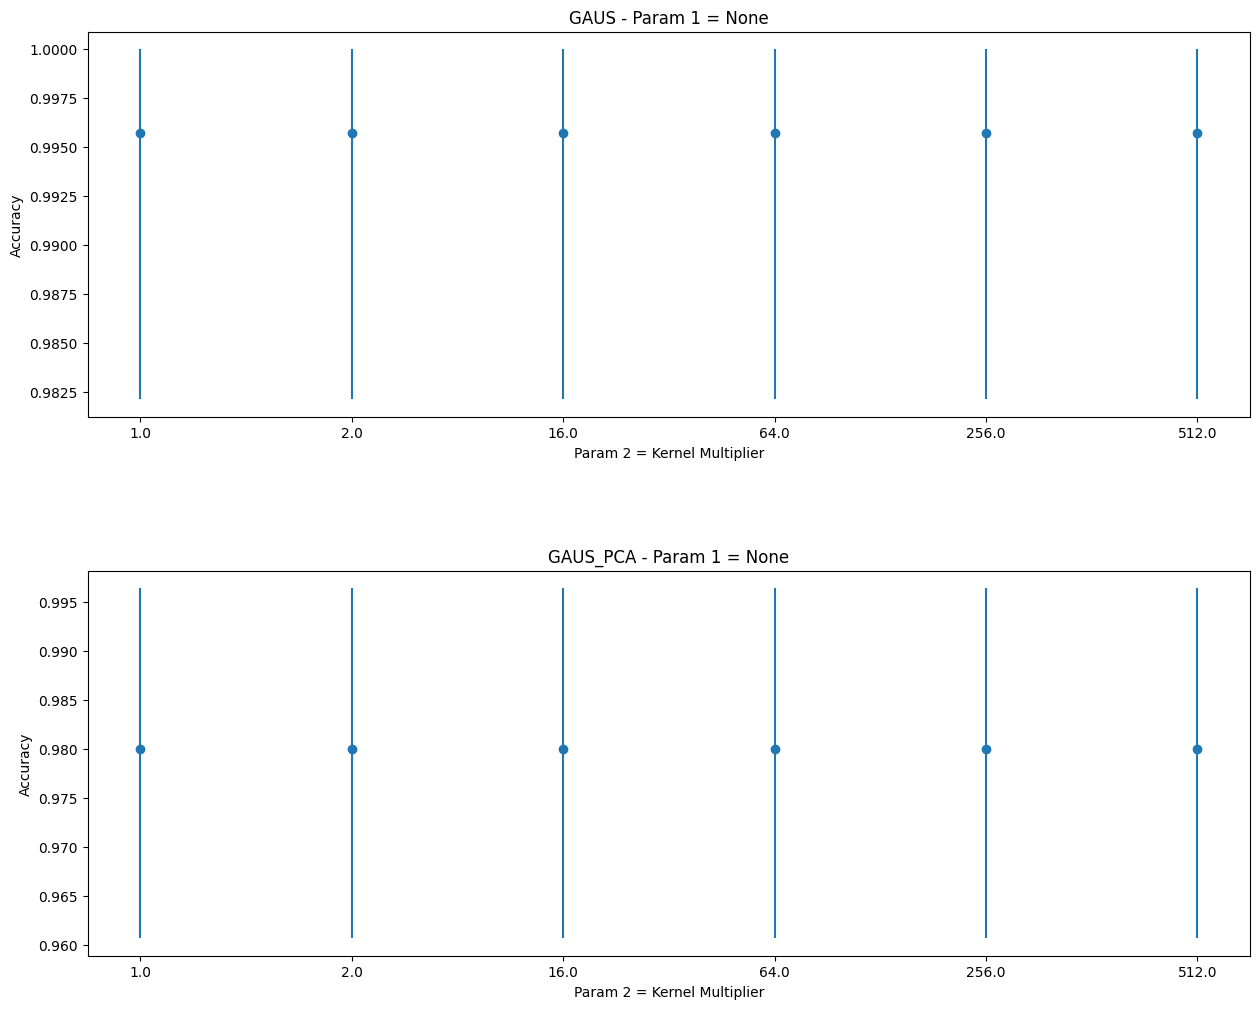 GAUS - Param 1 = None
1.0000
0.9975
0.9950
0.9925
0.9900
0.9875
0.9850
0.9825
Accuracy
1.0 2.0 16.0 64.0 256.0 512.0
Param 2 = Kernel Multiplier
GAUS_PCA - Param 1 = None
0.995
0.990
0.985
0.980
0.975
0.970
0.965
0.960
Accuracy
1.0 2.0 16.0 64.0 256.0 512.0
Param 2 = Kernel Multiplier